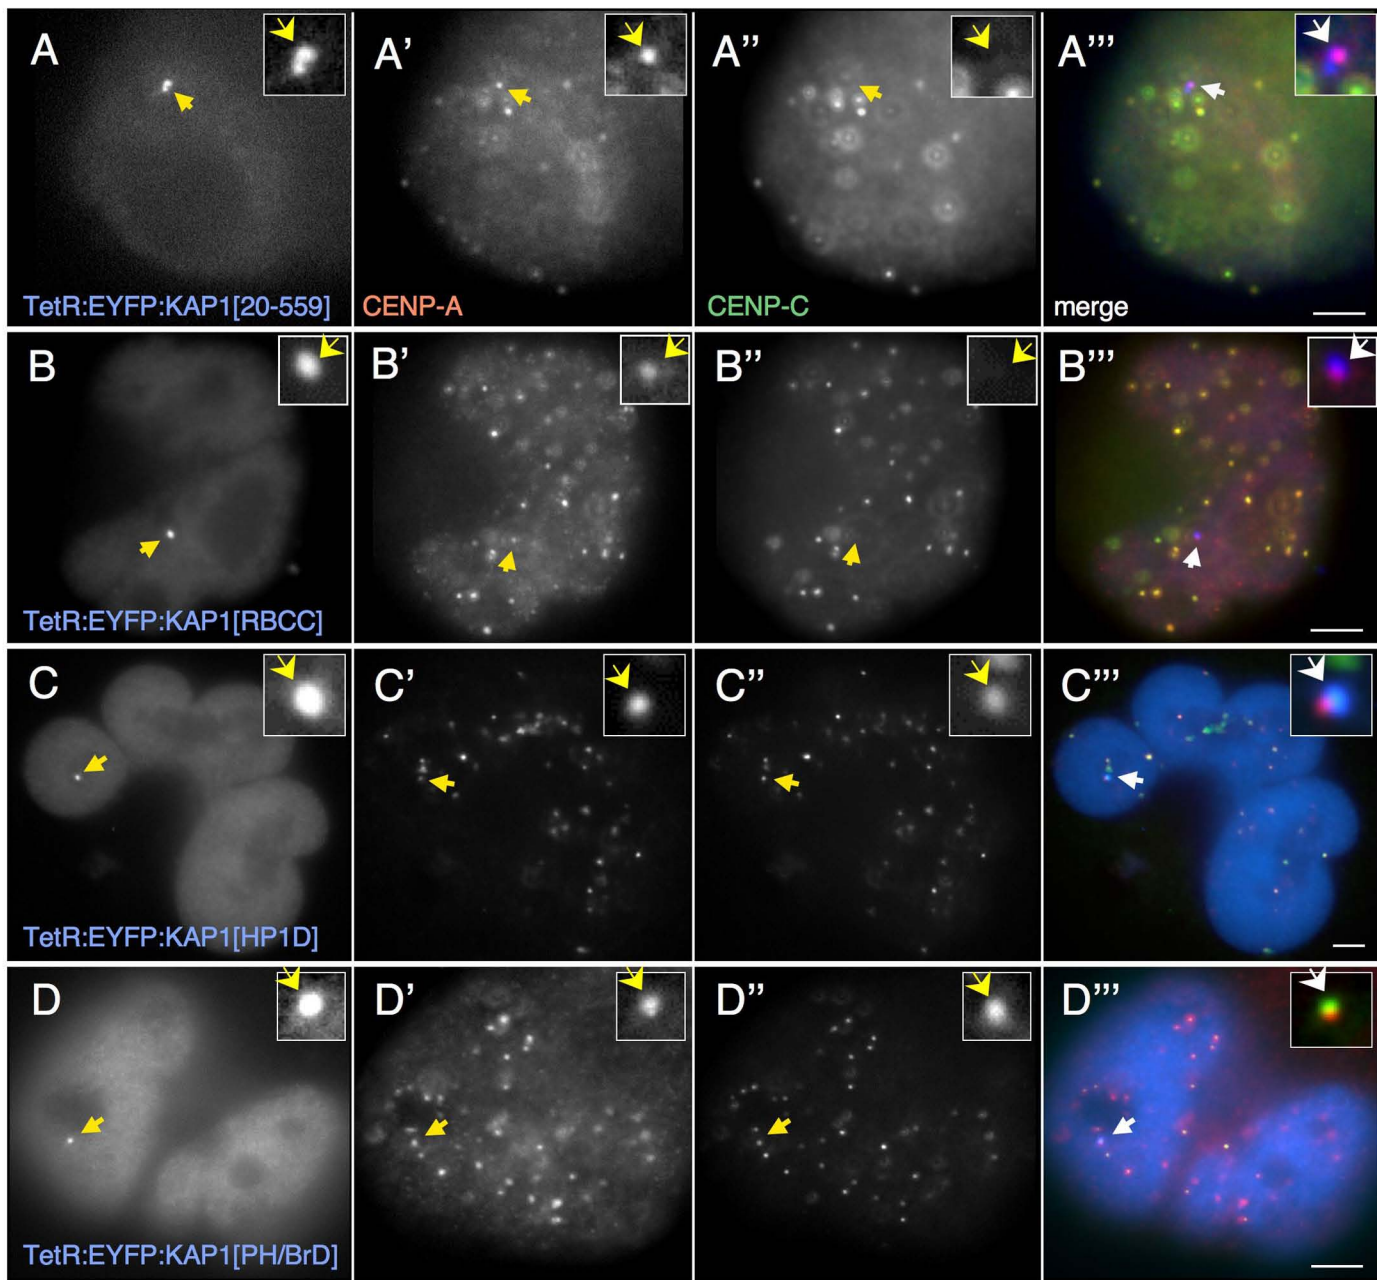 A A’ A’’ A’’’
TetR:EYFP:KAP1[20-559] CENP-A CENP-C merge
B B’ B’’ B’’’
TetR:EYFP:KAP1[RBCC]
C C’ C’’ C’’’
TetR:EYFP:KAP1[HP1D]
D D’ D’’ D’’’
TetR:EYFP:KAP1[PH/BrD]